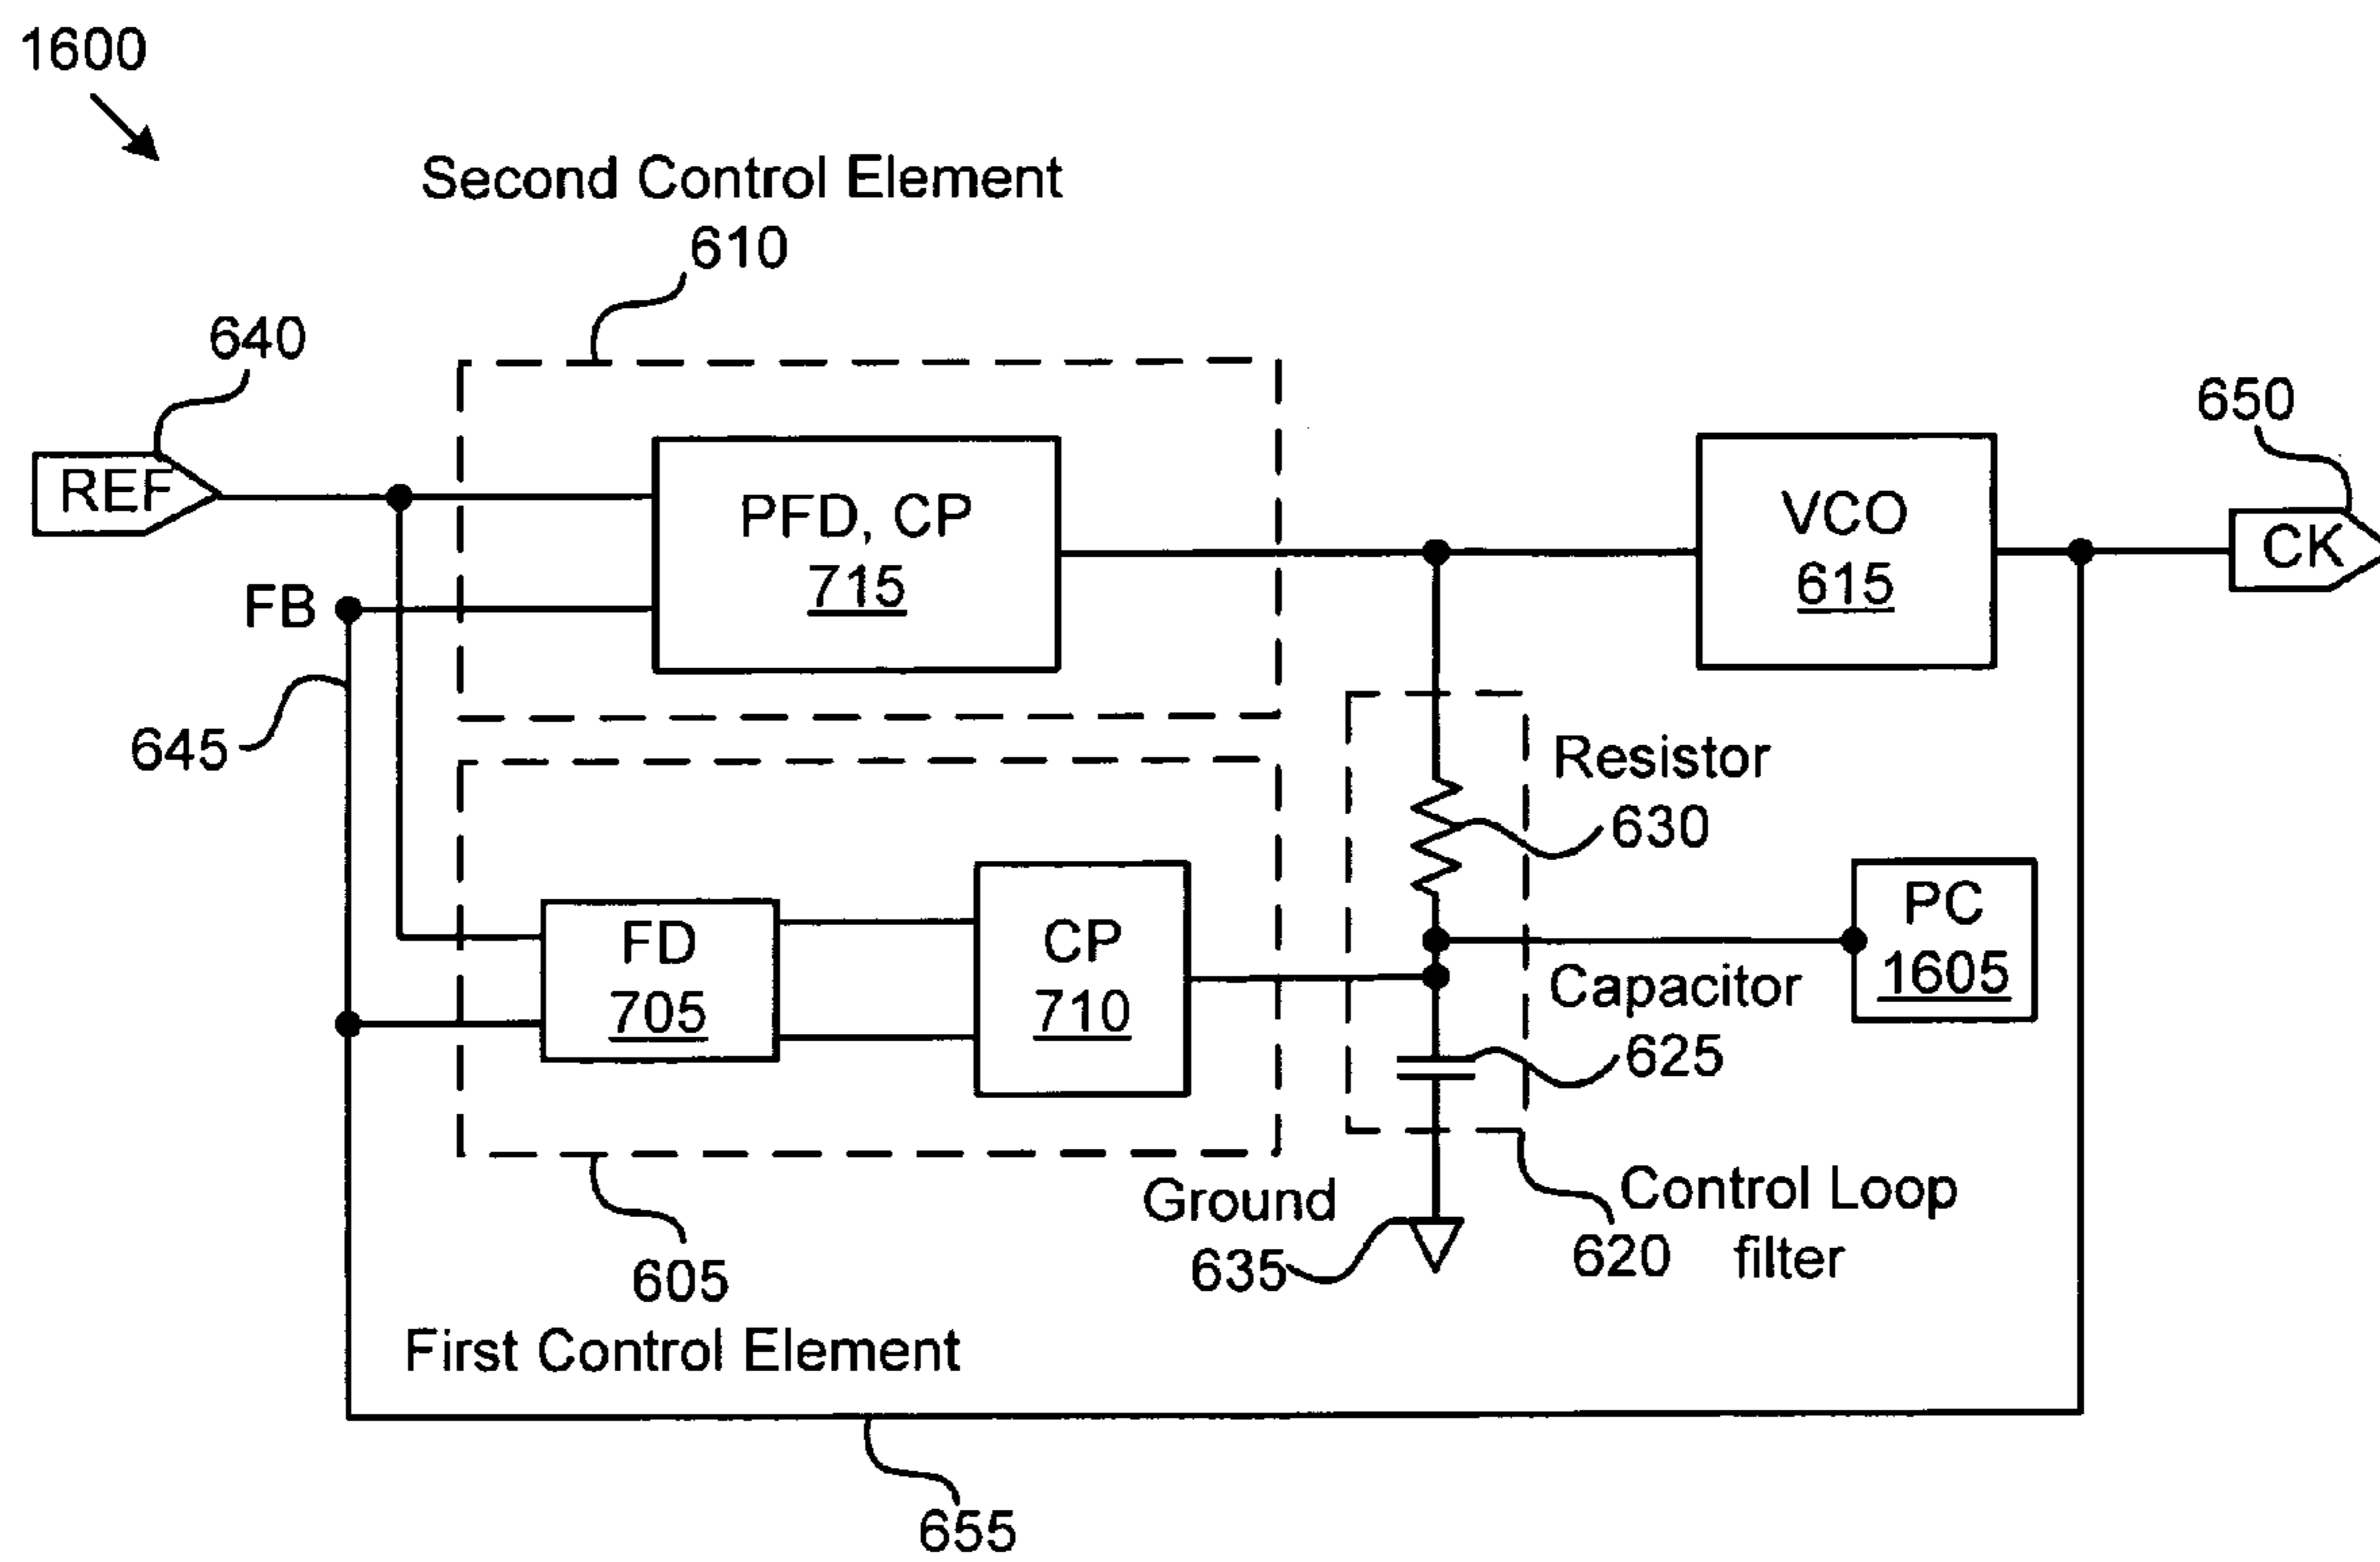 1600
Second Control Element
610
640
REF
650
CK
PFD, CP
715
VCO
615
FB
645
Resistor
630
PC
1605
FD
705
CP
710
Capacitor
625
Ground
635
Control Loop
620 filter
605
First Control Element
655